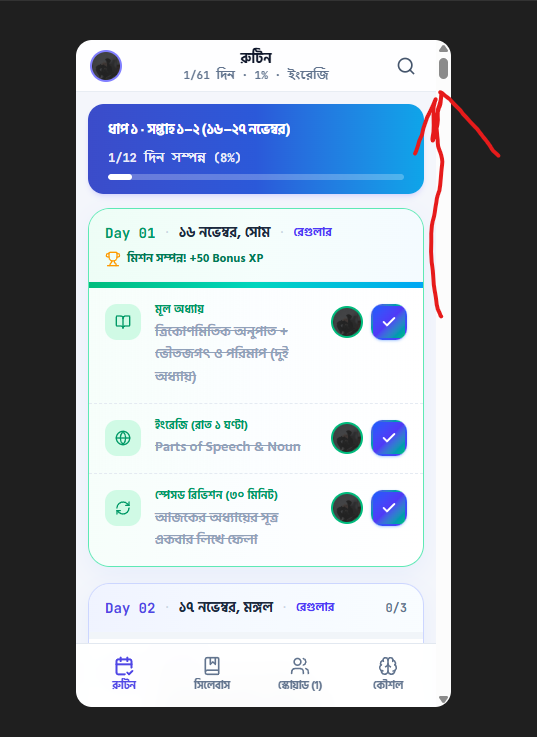 রুটিন
1/61 দিন · 1% · ইংরেজি
ধাপ ১ · সপ্তাহ ১–২ (১৬–২৭ নভেম্বর)
1/12 দিন সম্পন্ন (8%)
Day 01 · ১৬ নভেম্বর, সোম · রেগুলার
মিশন সম্পন্ন! +50 Bonus XP
মূল অধ্যায়
ত্রিকোণমিতিক অনুপাত +
ভৌতজগৎ ও পরিমাপ (দুই
অধ্যায়)
ইংরেজি (রাত ১ ঘণ্টা)
Parts of Speech & Noun
স্পেসড রিভিশন (৩০ মিনিট)
আজকের অধ্যায়ের সূত্র
একবার লিখে ফেলা
Day 02 · ১৭ নভেম্বর, মঙ্গল · রেগুলার 0/3
রুটিন সিলেবাস স্কোয়াড (1) কৌশল